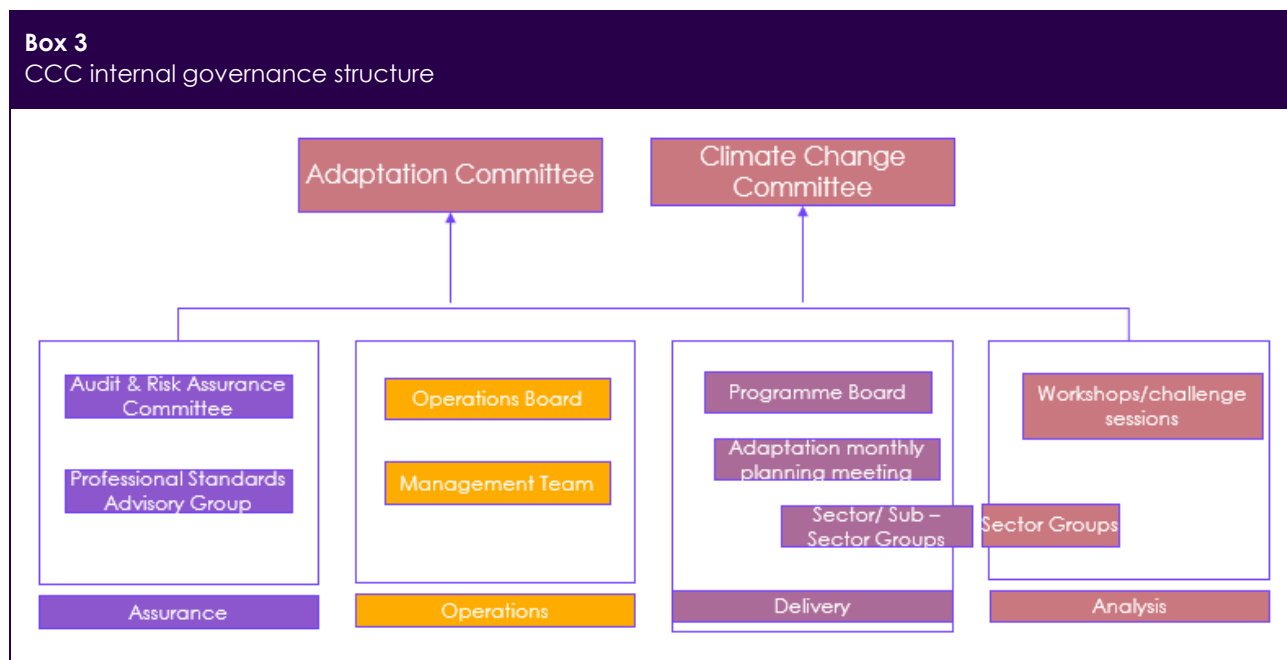 Box 3
CCC internal governance structure
Adaptation Committee
Climate Change
Committee
Audit & Risk Assurance
Committee
Professional Standards
Advisory Group
Assurance
Operations Board
Management Team
Operations
Programme Board
Adaptation monthly
planning meeting
Sector/ Sub –
Sector Groups
Delivery
Workshops/challenge
sessions
Sector Groups
Analysis